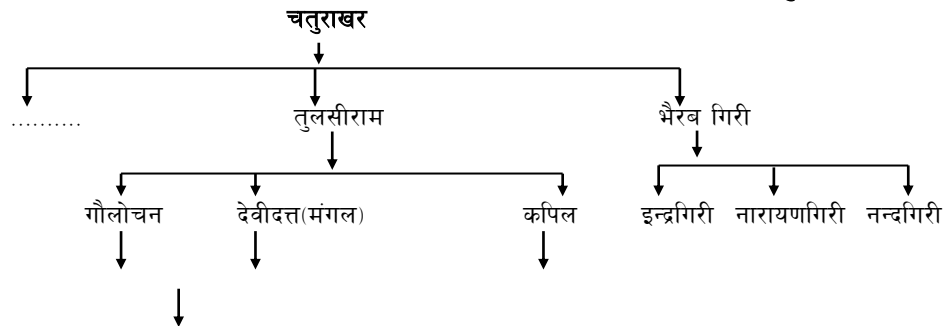 चतुराखर
.......... तुलसीराम भैरब गिरी
गौलोचन देवीदत्त(मंगल) कपिल इन्द्रगिरी नारायणगिरी नन्दगिरी